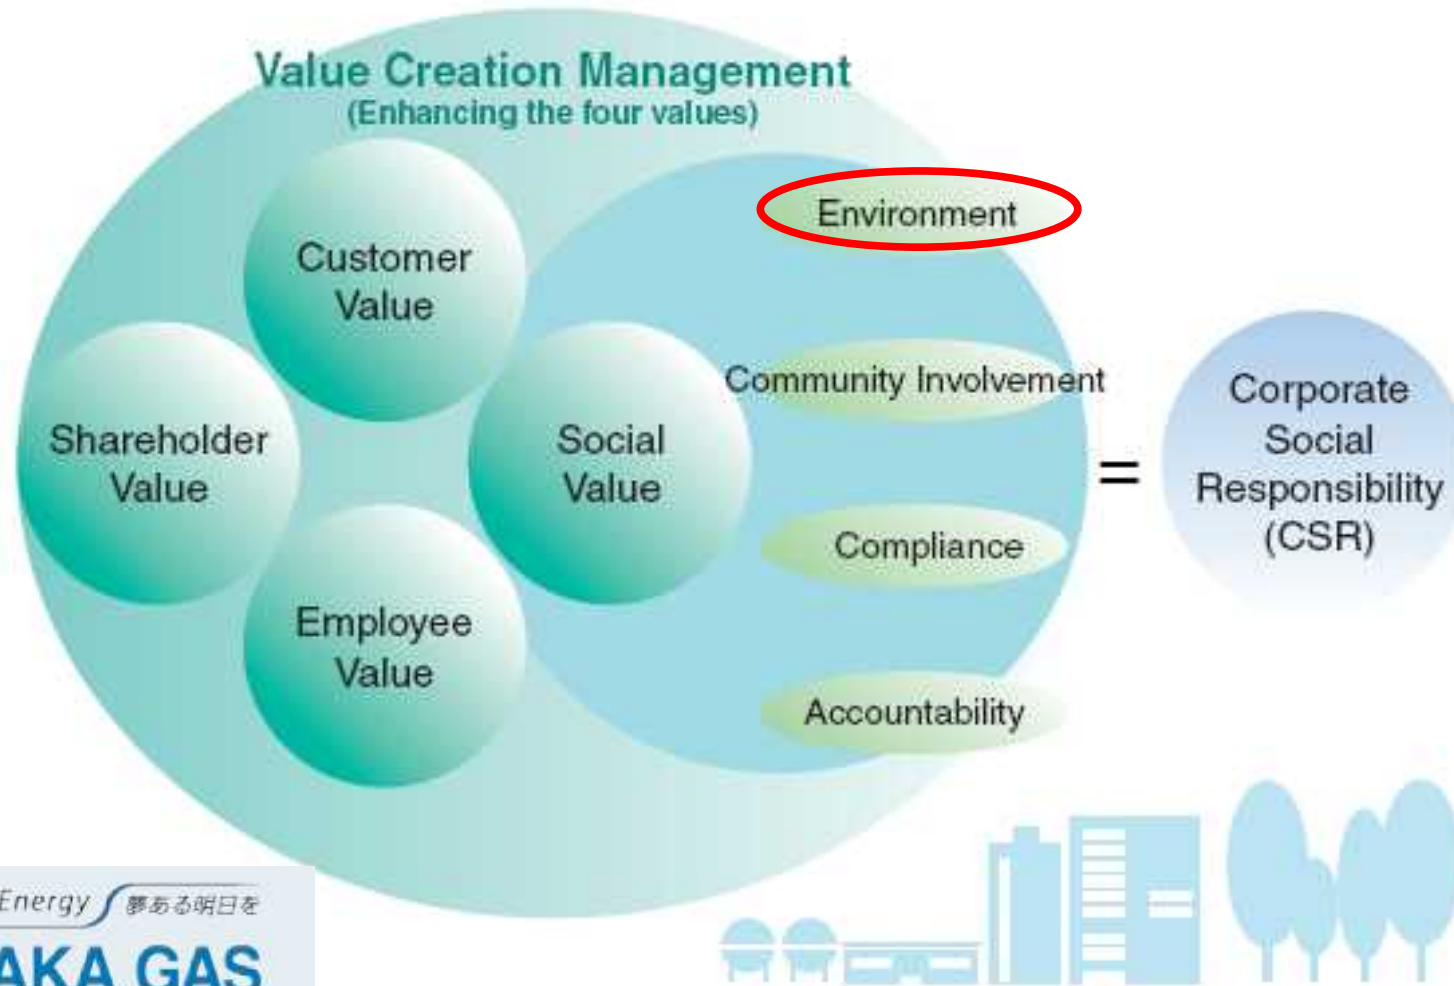 Value Creation Management
(Enhancing the four values)
Customer
Value
Shareholder
Value
Social
Value
Employee
Value
Environment
Community Involvement
Compliance
Accountability
=
Corporate
Social
Responsibility
(CSR)
Energy 夢ある明日を
AKA GAS